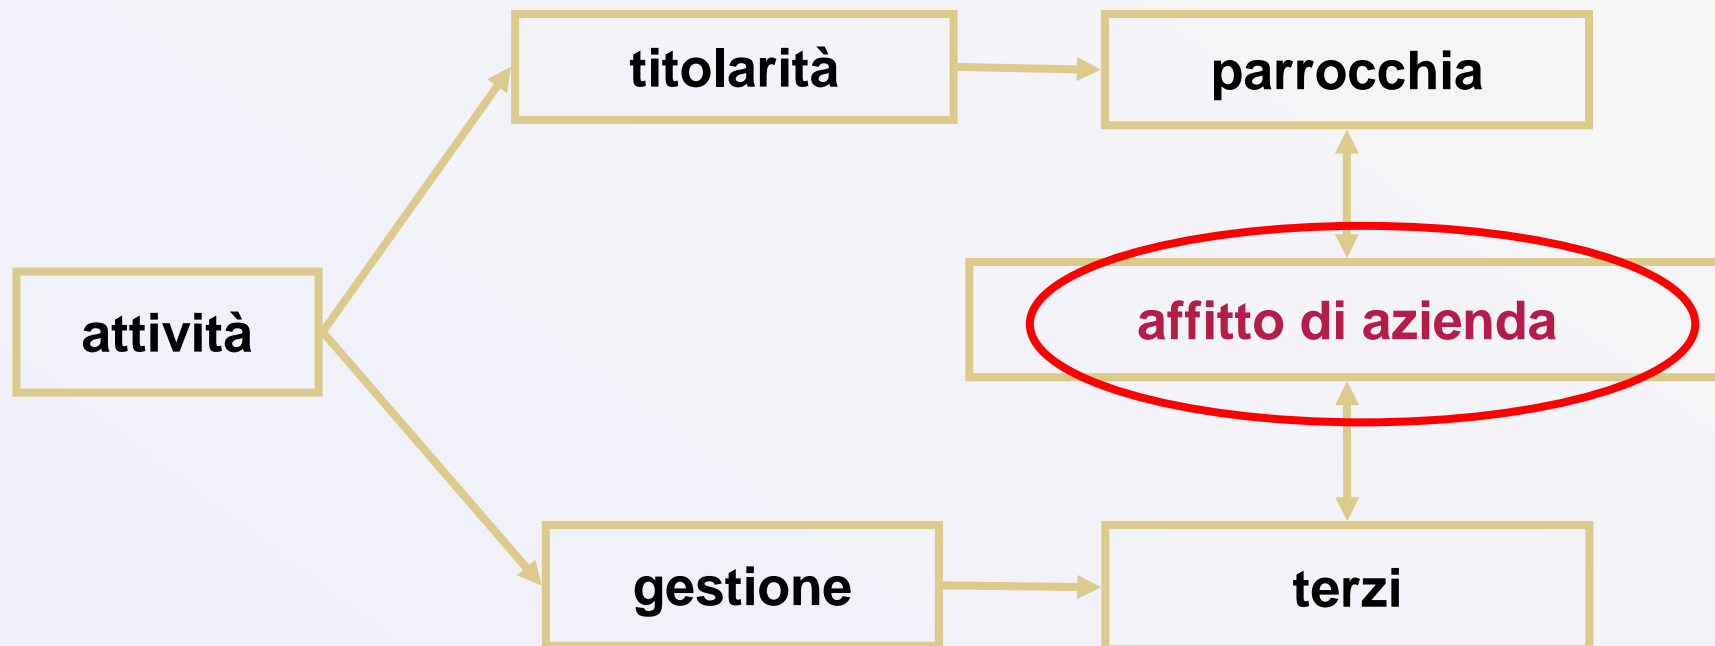 titolarità
parrocchia
attività
affitto di azienda
gestione
terzi